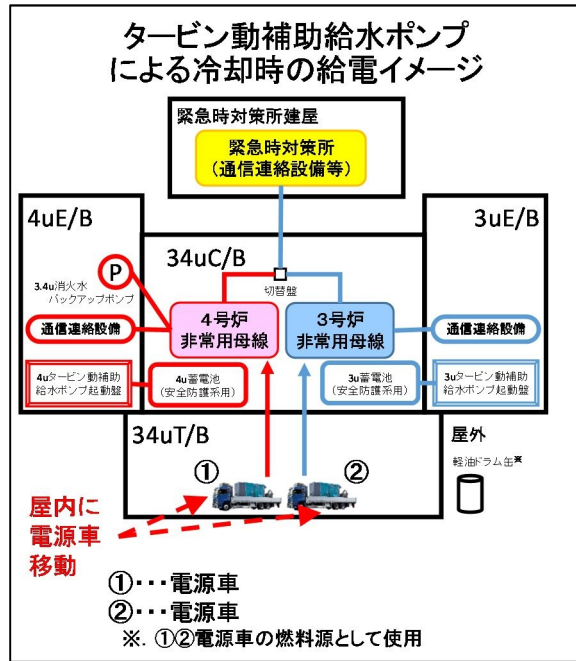 タービン動補助給水ポンプ
による冷却時の給電イメージ
緊急時対策所建屋
緊急時対策所
(通信連絡設備等)
4uE/B
3uE/B
34uC/B
P
切替盤
3.4u消火水
バックアップポンプ
4号炉
非常用母線
3号炉
非常用母線
通信連絡設備
通信連絡設備
4uタービン動補助
給水ポンプ起動盤
4u蓄電池
(安全防護系用)
3u蓄電池
(安全防護系用)
3uタービン動補助
給水ポンプ起動盤
34uT/B
屋外
① ②
軽油ドラム缶※
屋内に
電源車
移動
①・・・電源車
②・・・電源車
※. ①②電源車の燃料源として使用